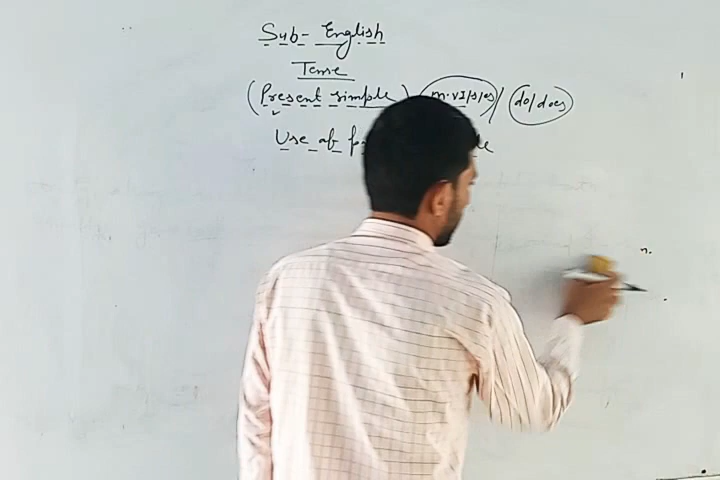 Sub- English
Tense
(Present simple) (m.v1/s/es) / (do/does)
Use of